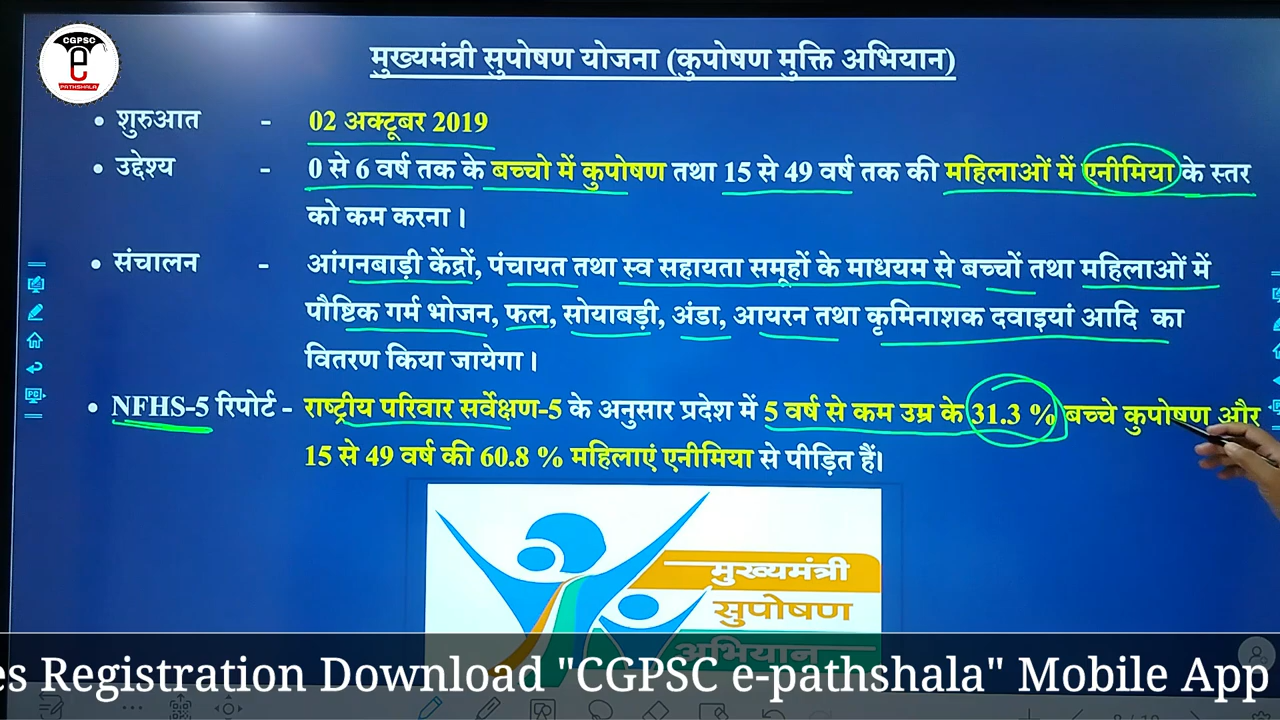 CGPSC
e
PATHSHALA
मुख्यमंत्री सुपोषण योजना (कुपोषण मुक्ति अभियान)
• शुरुआत - 02 अक्टूबर 2019
• उद्देश्य - 0 से 6 वर्ष तक के बच्चो में कुपोषण तथा 15 से 49 वर्ष तक की महिलाओं में एनीमिया के स्तर
को कम करना ।
• संचालन - आंगनबाड़ी केंद्रों, पंचायत तथा स्व सहायता समूहों के माध्यम से बच्चों तथा महिलाओं में
पौष्टिक गर्म भोजन, फल, सोयाबड़ी, अंडा, आयरन तथा कृमिनाशक दवाइयां आदि का
वितरण किया जायेगा ।
• NFHS-5 रिपोर्ट - राष्ट्रीय परिवार सर्वेक्षण-5 के अनुसार प्रदेश में 5 वर्ष से कम उम्र के 31.3 % बच्चे कुपोषण और
15 से 49 वर्ष की 60.8 % महिलाएं एनीमिया से पीड़ित हैं।
मुख्यमंत्री
सुपोषण
अभियान
es Registration Download "CGPSC e-pathshala" Mobile App